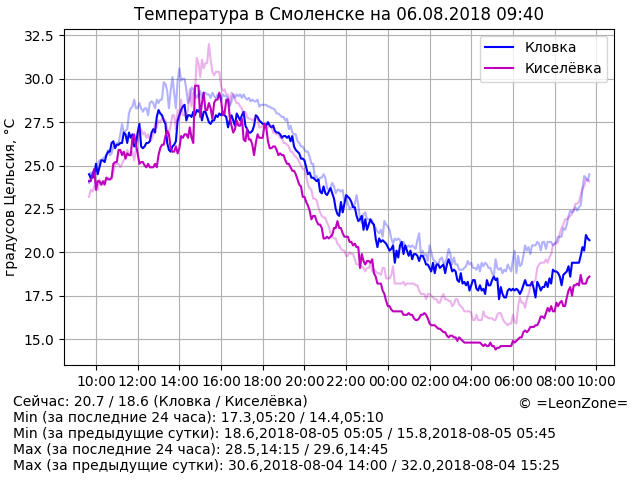 Температура в Смоленске на 06.08.2018 09:40
градусов Цельсия, °C
32.5
30.0
27.5
25.0
22.5
20.0
17.5
15.0
Кловка
Киселёвка
10:00 12:00 14:00 16:00 18:00 20:00 22:00 00:00 02:00 04:00 06:00 08:00 10:00
Сейчас: 20.7 / 18.6 (Кловка / Киселёвка)
© =LeonZone=
Min (за последние 24 часа): 17.3,05:20 / 14.4,05:10
Min (за предыдущие сутки): 18.6,2018-08-05 05:05 / 15.8,2018-08-05 05:45
Max (за последние 24 часа): 28.5,14:15 / 29.6,14:45
Max (за предыдущие сутки): 30.6,2018-08-04 14:00 / 32.0,2018-08-04 15:25